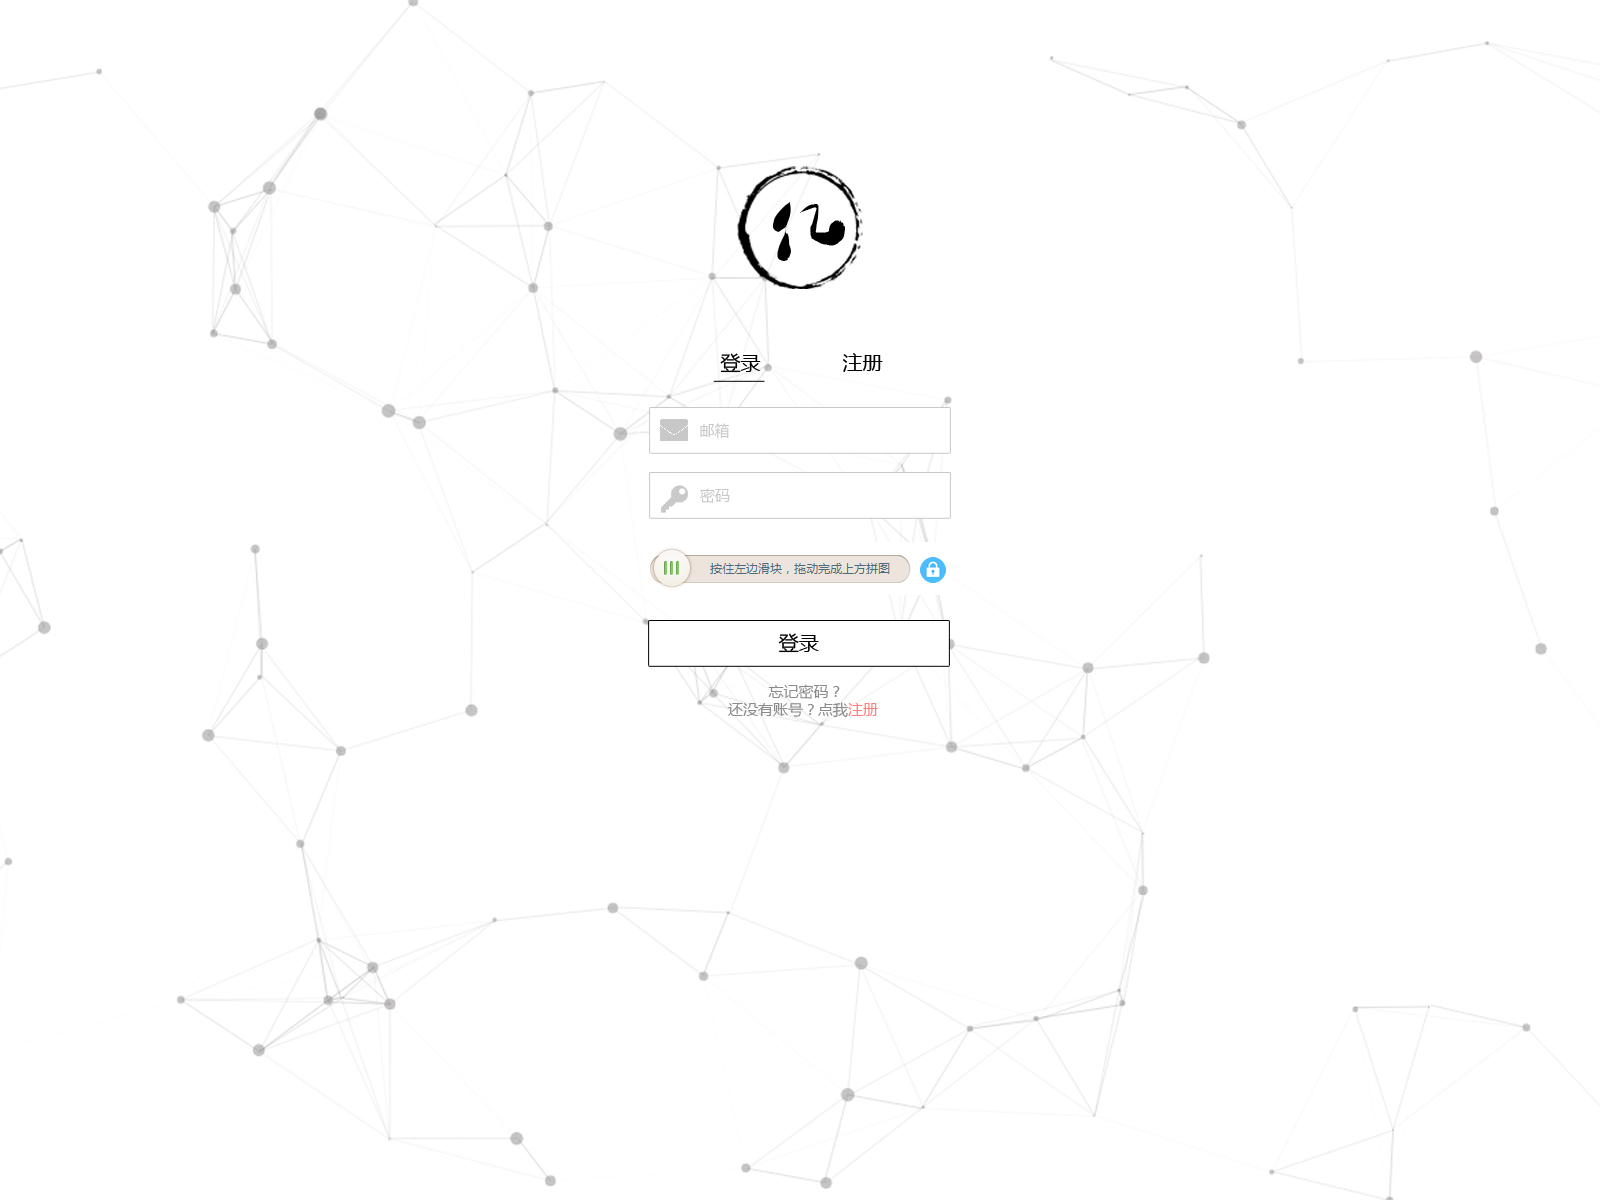 亿
登录 注册
邮箱
密码
按住左边滑块，拖动完成上方拼图
登录
忘记密码？
还没有账号？点我注册